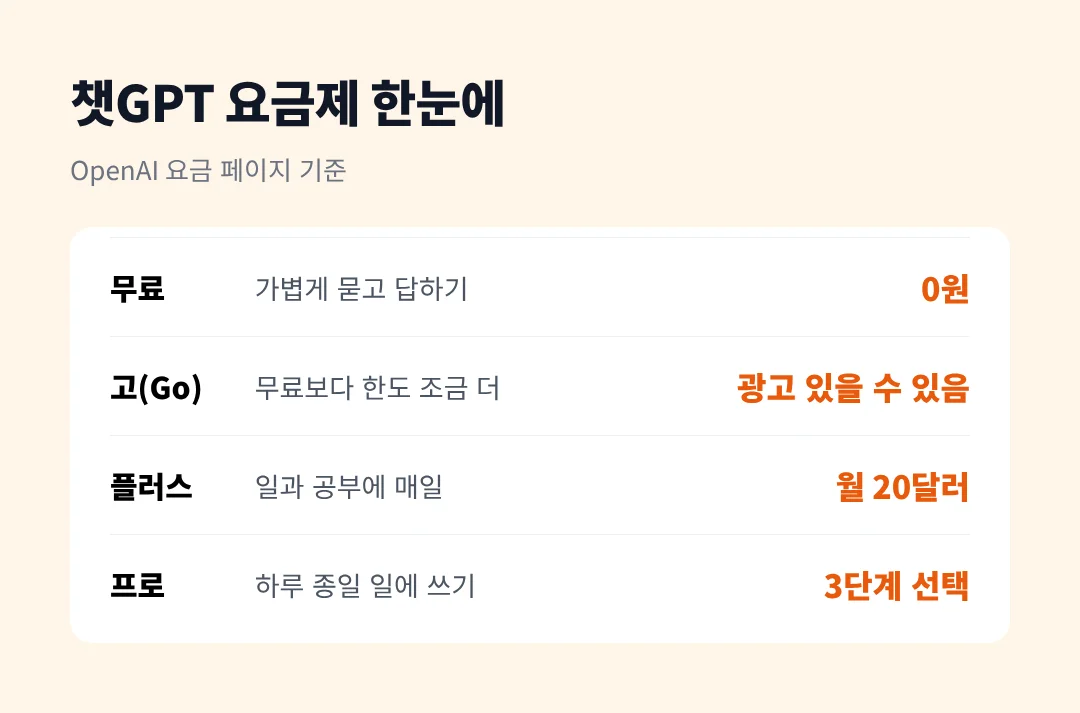 챗GPT 요금제 한눈에
OpenAI 요금 페이지 기준
무료 가볍게 묻고 답하기 0원
고(Go) 무료보다 한도 조금 더 광고 있을 수 있음
플러스 일과 공부에 매일 월 20달러
프로 하루 종일 일에 쓰기 3단계 선택